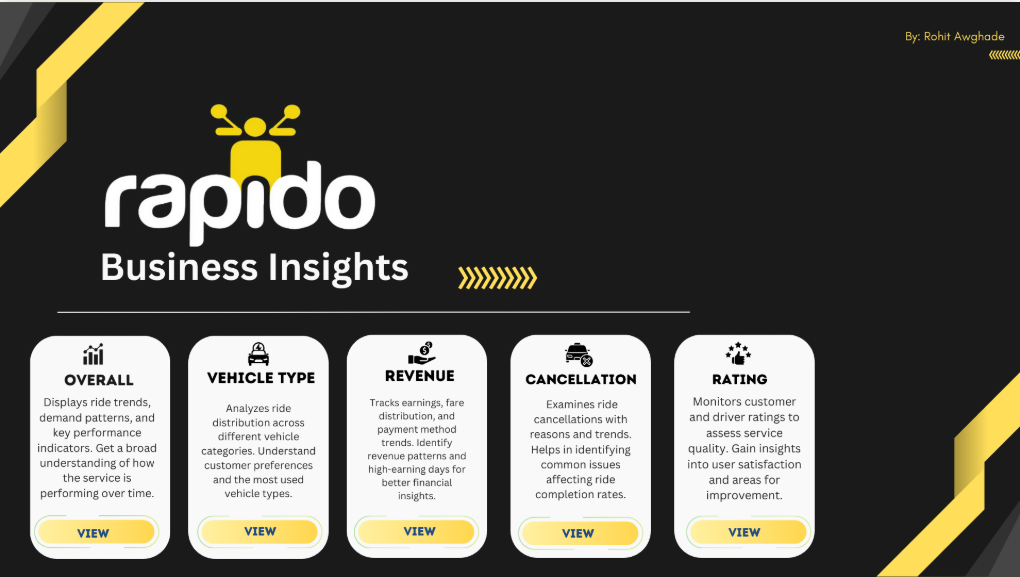 By: Rohit Awghade
rapido
Business Insights
OVERALL
Displays ride trends,
demand patterns, and
key performance
indicators. Get a broad
understanding of how
the service is
performing over time.
VIEW
VEHICLE TYPE
Analyzes ride
distribution across
different vehicle
categories. Understand
customer preferences
and the most used
vehicle types.
VIEW
REVENUE
Tracks earnings, fare
distribution, and
payment method
trends. Identify
revenue patterns and
high-earning days for
better financial
insights.
VIEW
CANCELLATION
Examines ride
cancellations with
reasons and trends.
Helps in identifying
common issues
affecting ride
completion rates.
VIEW
RATING
Monitors customer
and driver ratings to
assess service
quality. Gain insights
into user satisfaction
and areas for
improvement.
VIEW